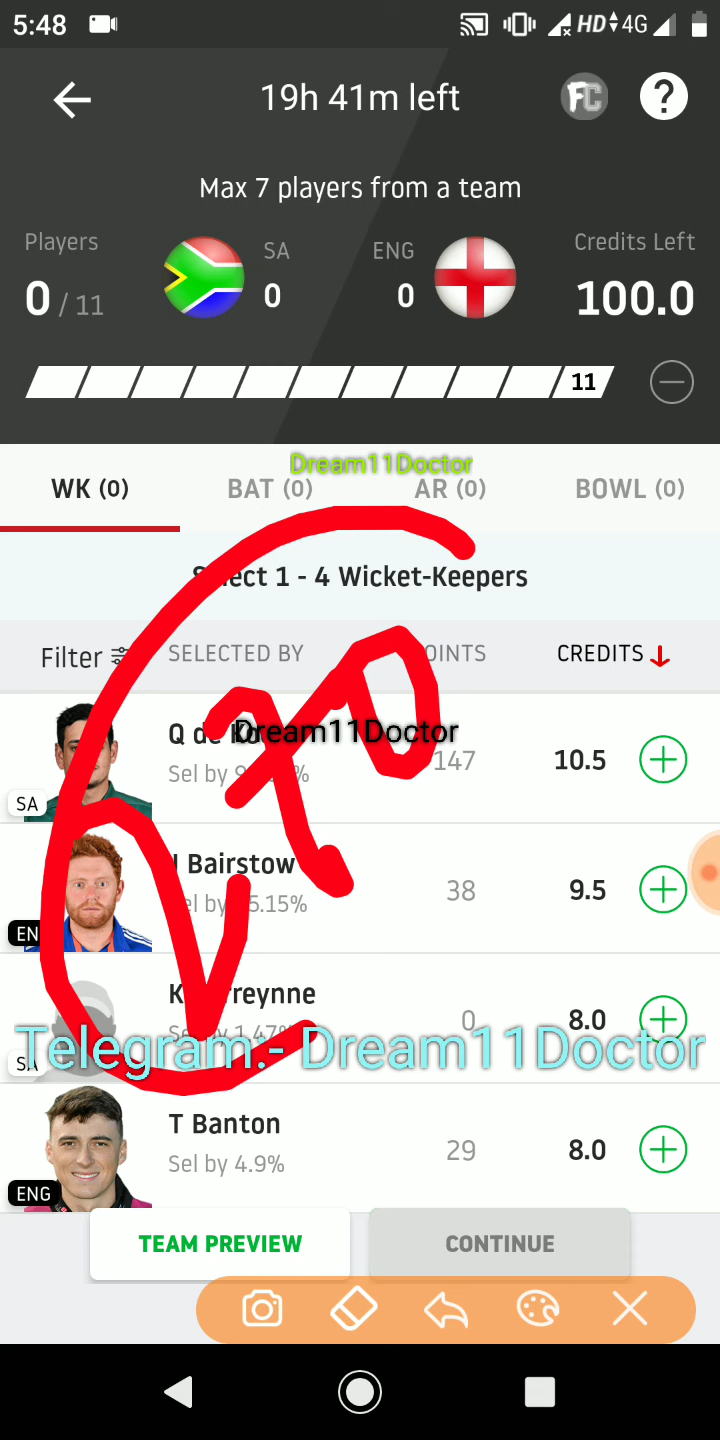 5:48 HD 4G
19h 41m left FC ?
Max 7 players from a team
Players SA ENG Credits Left
0 / 11 0 0 100.0
11
Dream11Doctor
WK (0) BAT (0) AR (0) BOWL (0)
1 - 4 Wicket-Keepers
Filter SELECTED BY CREDITS
Q de
Dream11Doctor
Sel by 147 10.5
SA
Bairstow
38 9.5
8.0
0
Telegram:- Dream11Doctor
SA
T Banton
Sel by 4.9% 29 8.0
ENG
TEAM PREVIEW CONTINUE